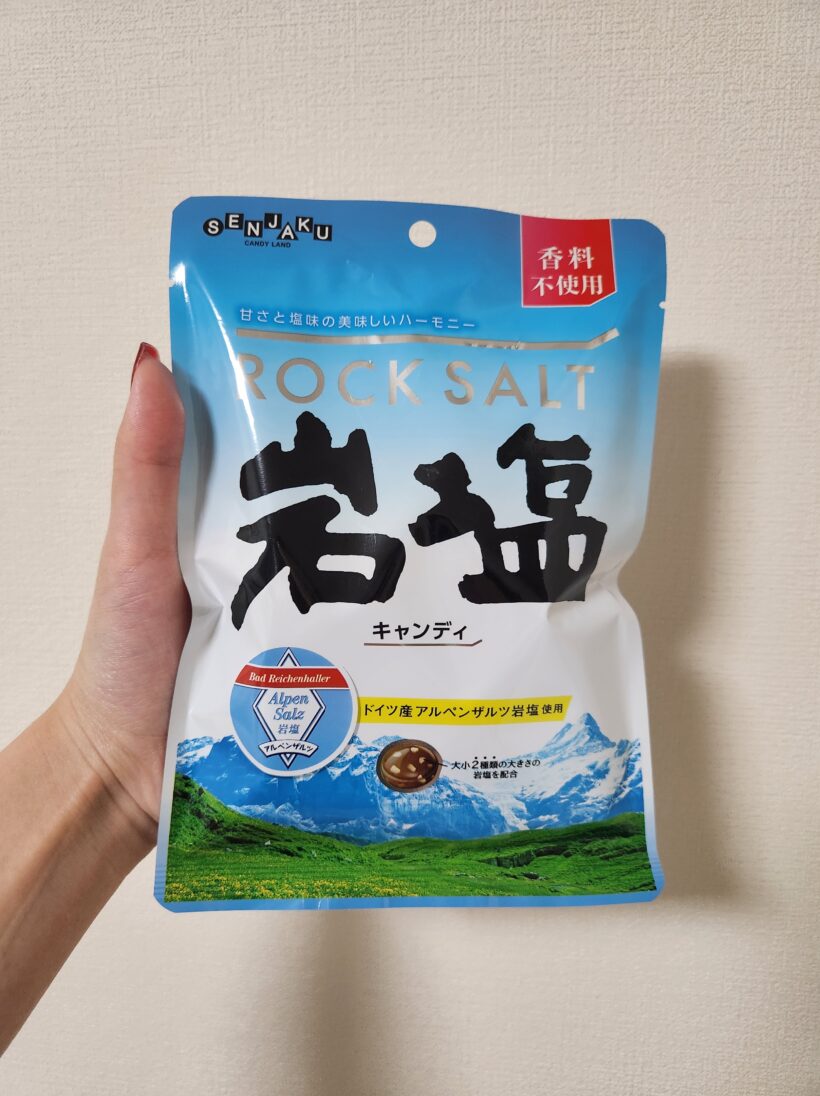 SENJAKU
CANDY LAND
香料
不使用
甘さと塩味の美味しいハーモニー
ROCK SALT
岩塩
キャンディ
Bad Reichenhaller
Alpen
Salz
岩塩
アルペンザルツ
ドイツ産アルペンザルツ岩塩使用
大小2種類の大きさの
岩塩を配合